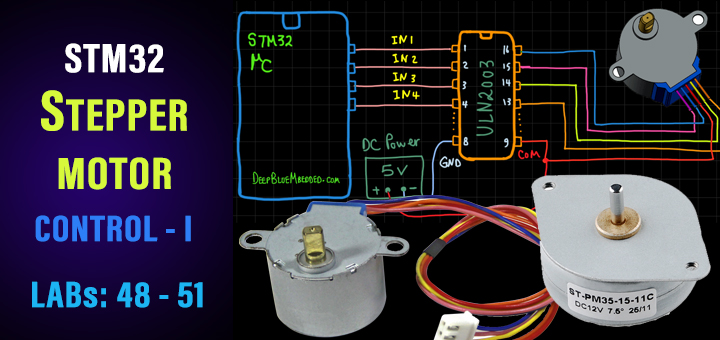 STM32
STEPPER
MOTOR
CONTROL - I
LABs: 48 - 51
STM32
μC
DEEPBLUEMBEDDED.COM
IN1
IN2
IN3
IN4
1
2
3
4
8
ULN2003
16
15
14
13
9
DC Power
5V
+ -
GND
COM
ST-PM35-15-11C
DC12V 7.5° 25/11